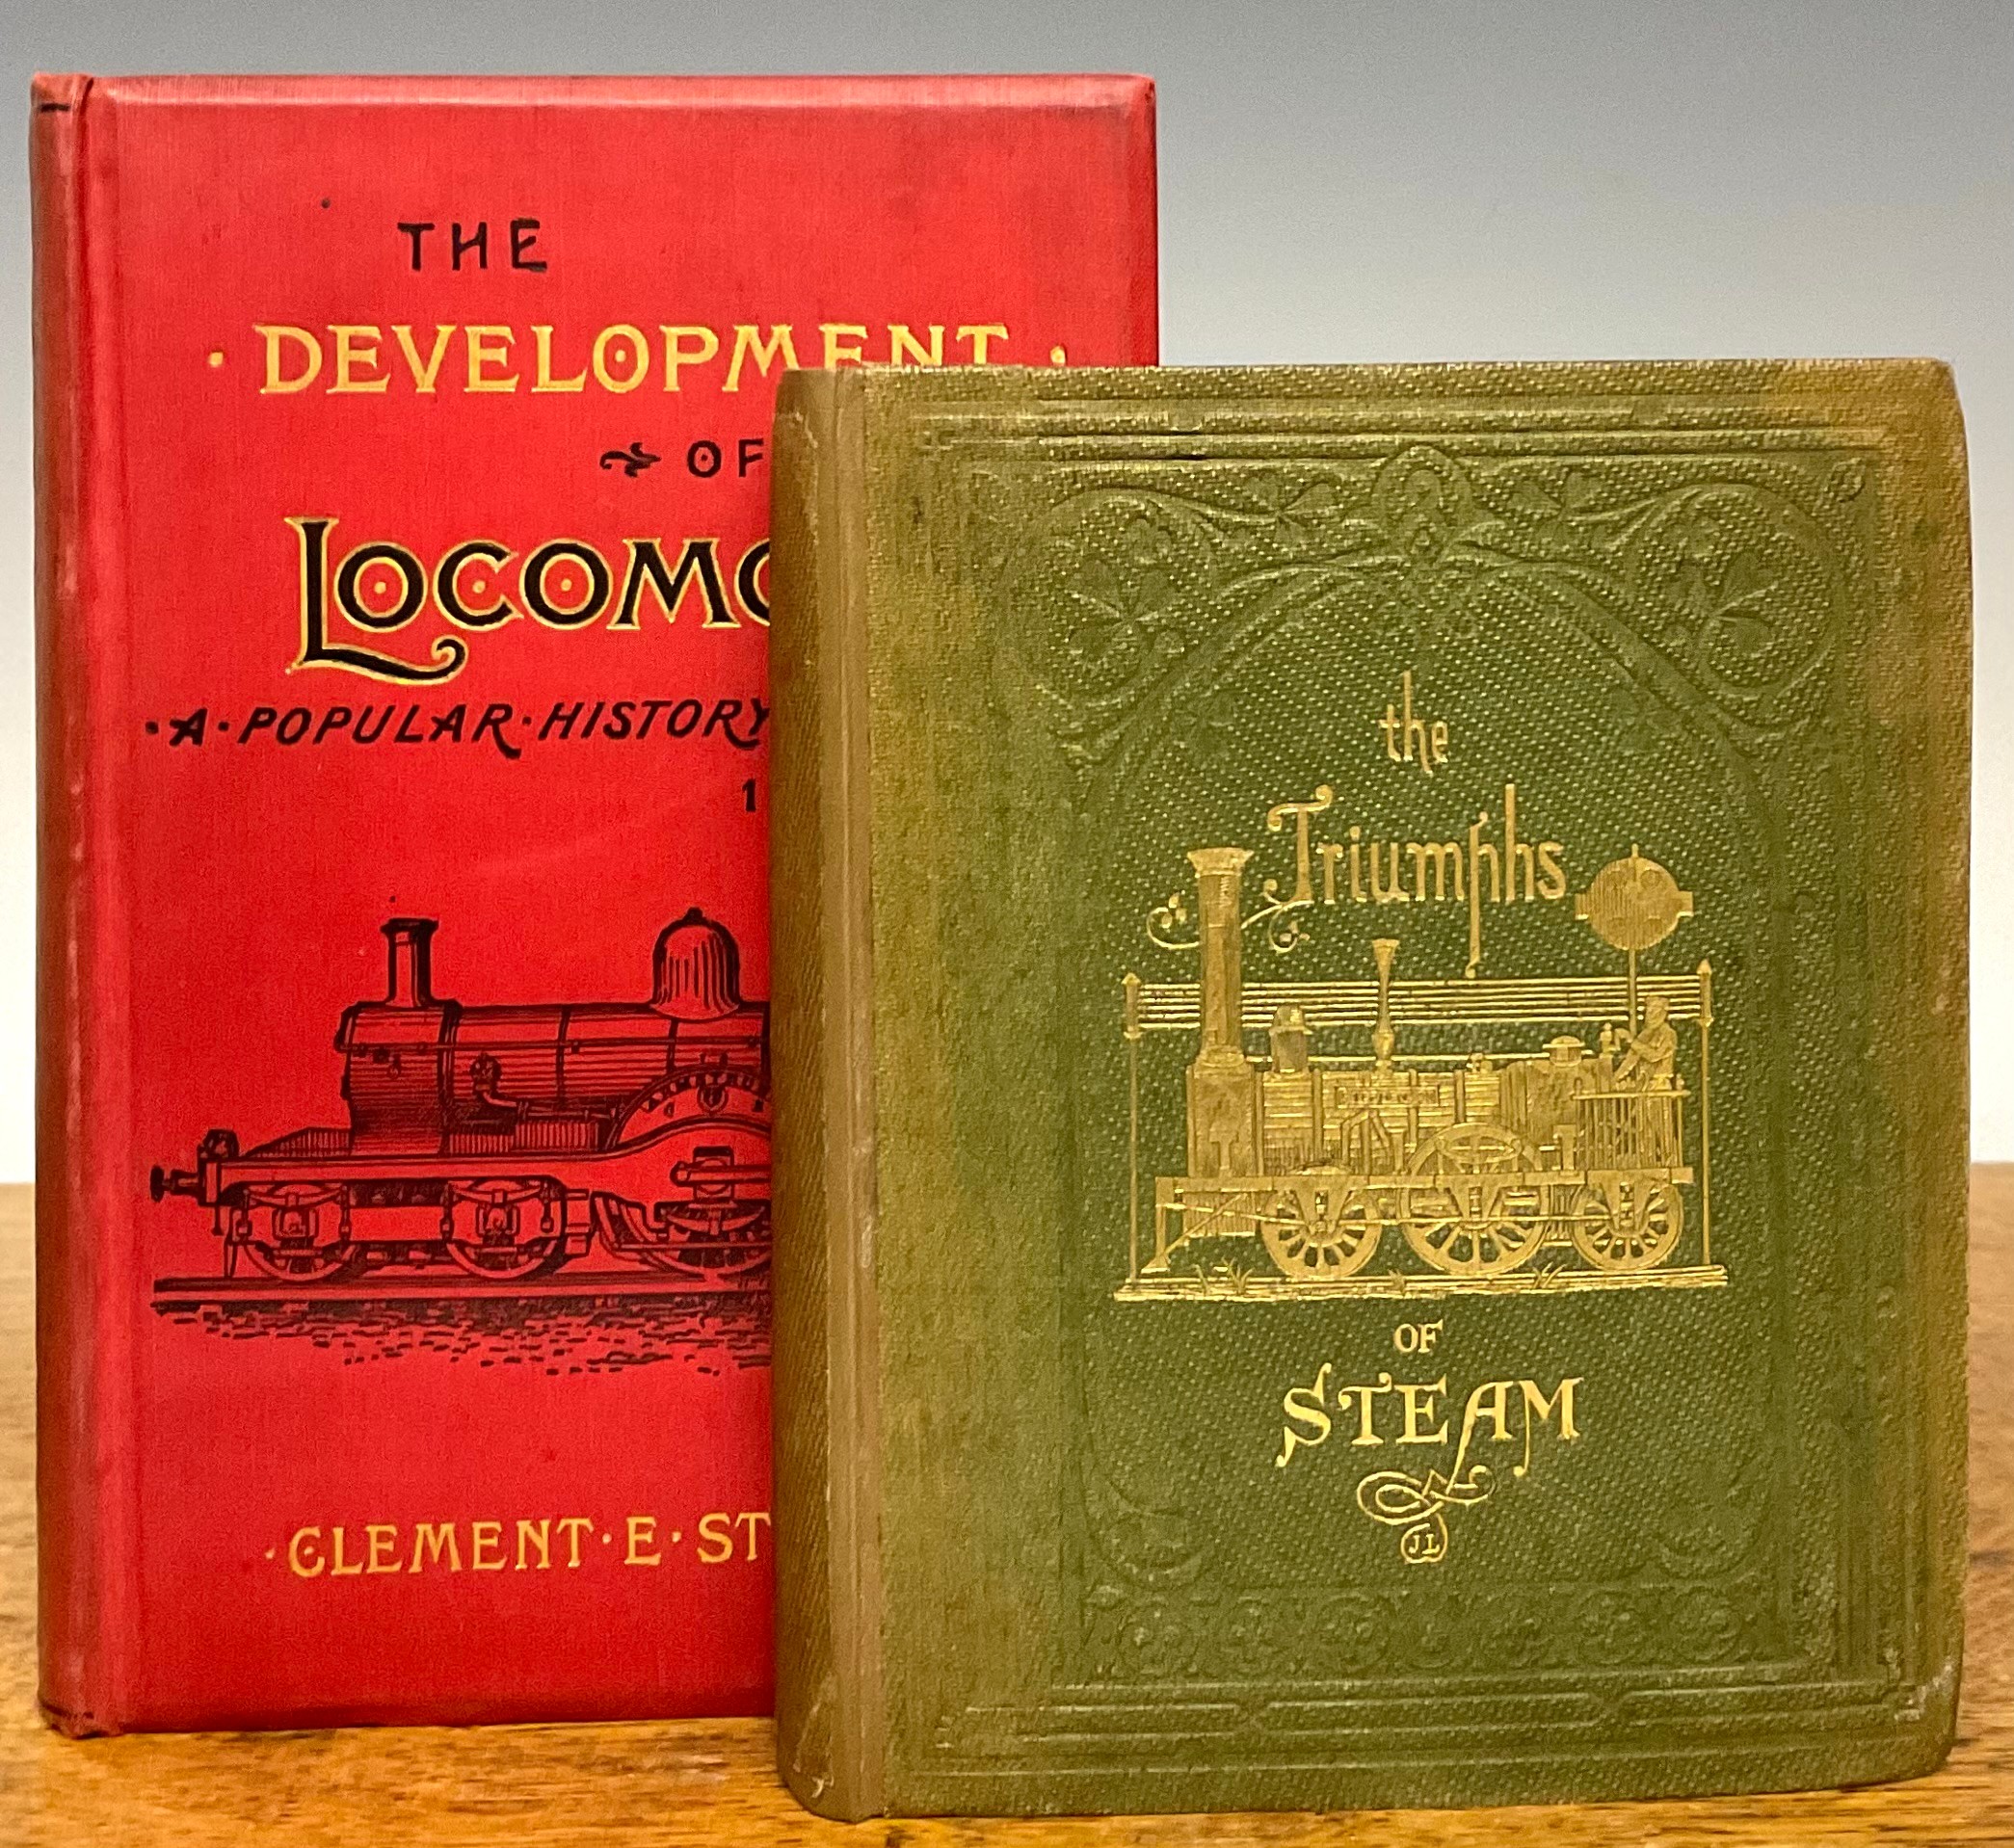 THE
· DEVELOPMENT ·
OF
LOCOMO
· A · POPULAR · HISTORY
1
· CLEMENT · E · ST
the
Triumphs
OF
STEAM
JL